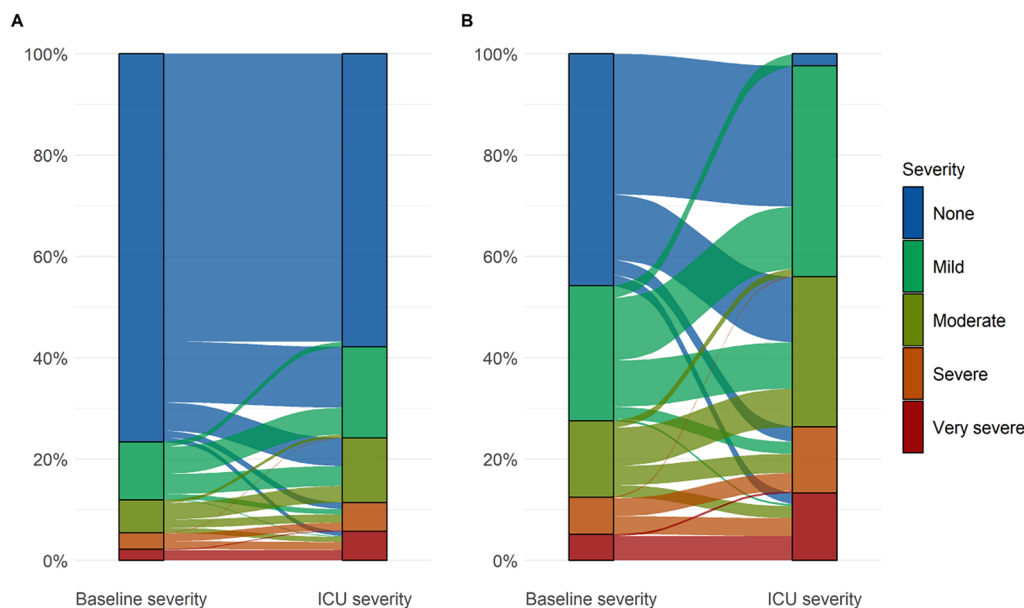 A
100%
80%
60%
40%
20%
0%
Baseline severity
ICU severity
B
100%
80%
60%
40%
20%
0%
Baseline severity
ICU severity
Severity
None
Mild
Moderate
Severe
Very severe